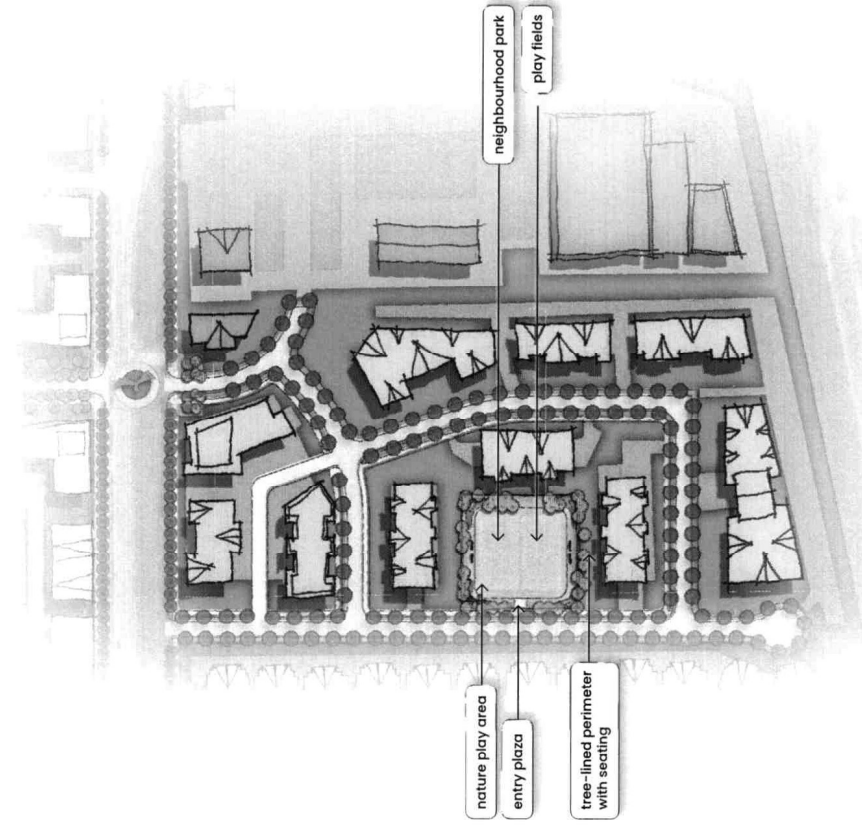 neighbourhood park
play fields
nature play area
entry plaza
tree-lined perimeter
with seating